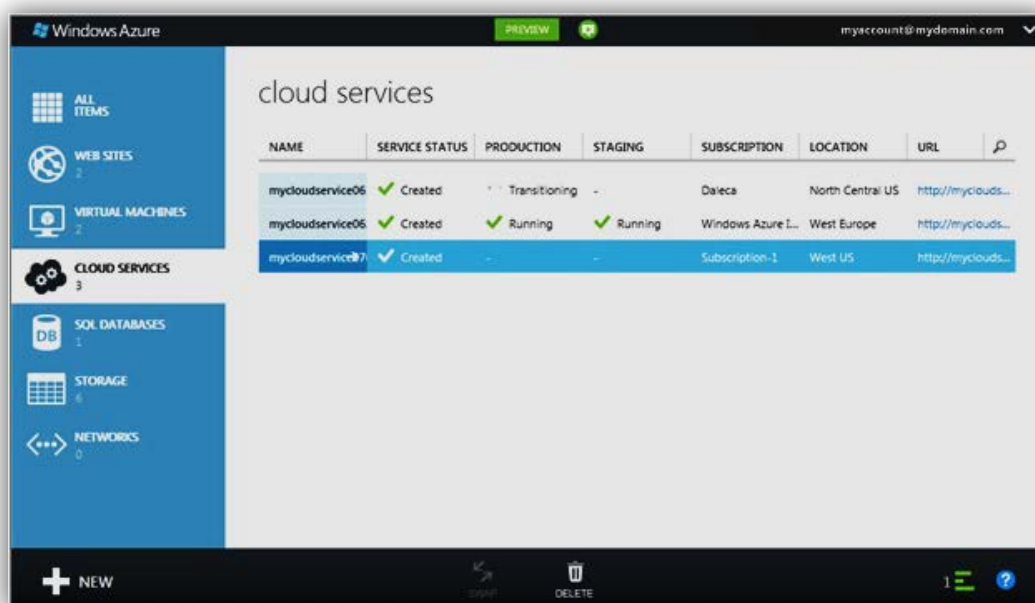 Windows Azure
PREVIEW
myaccount@mydomain.com
ALL ITEMS
WEB SITES
2
VIRTUAL MACHINES
2
CLOUD SERVICES
3
SQL DATABASES
1
DB
STORAGE
6
NETWORKS
0
cloud services
NAME SERVICE STATUS PRODUCTION STAGING SUBSCRIPTION LOCATION URL
mycloudservice06 Created Transitioning - Daleca North Central US http://myclouds...
mycloudservice06 Created Running Running Windows Azure I... West Europe http://myclouds...
Created - - Subscription-1 West US http://myclouds...
NEW
SWAP
DELETE
1
?